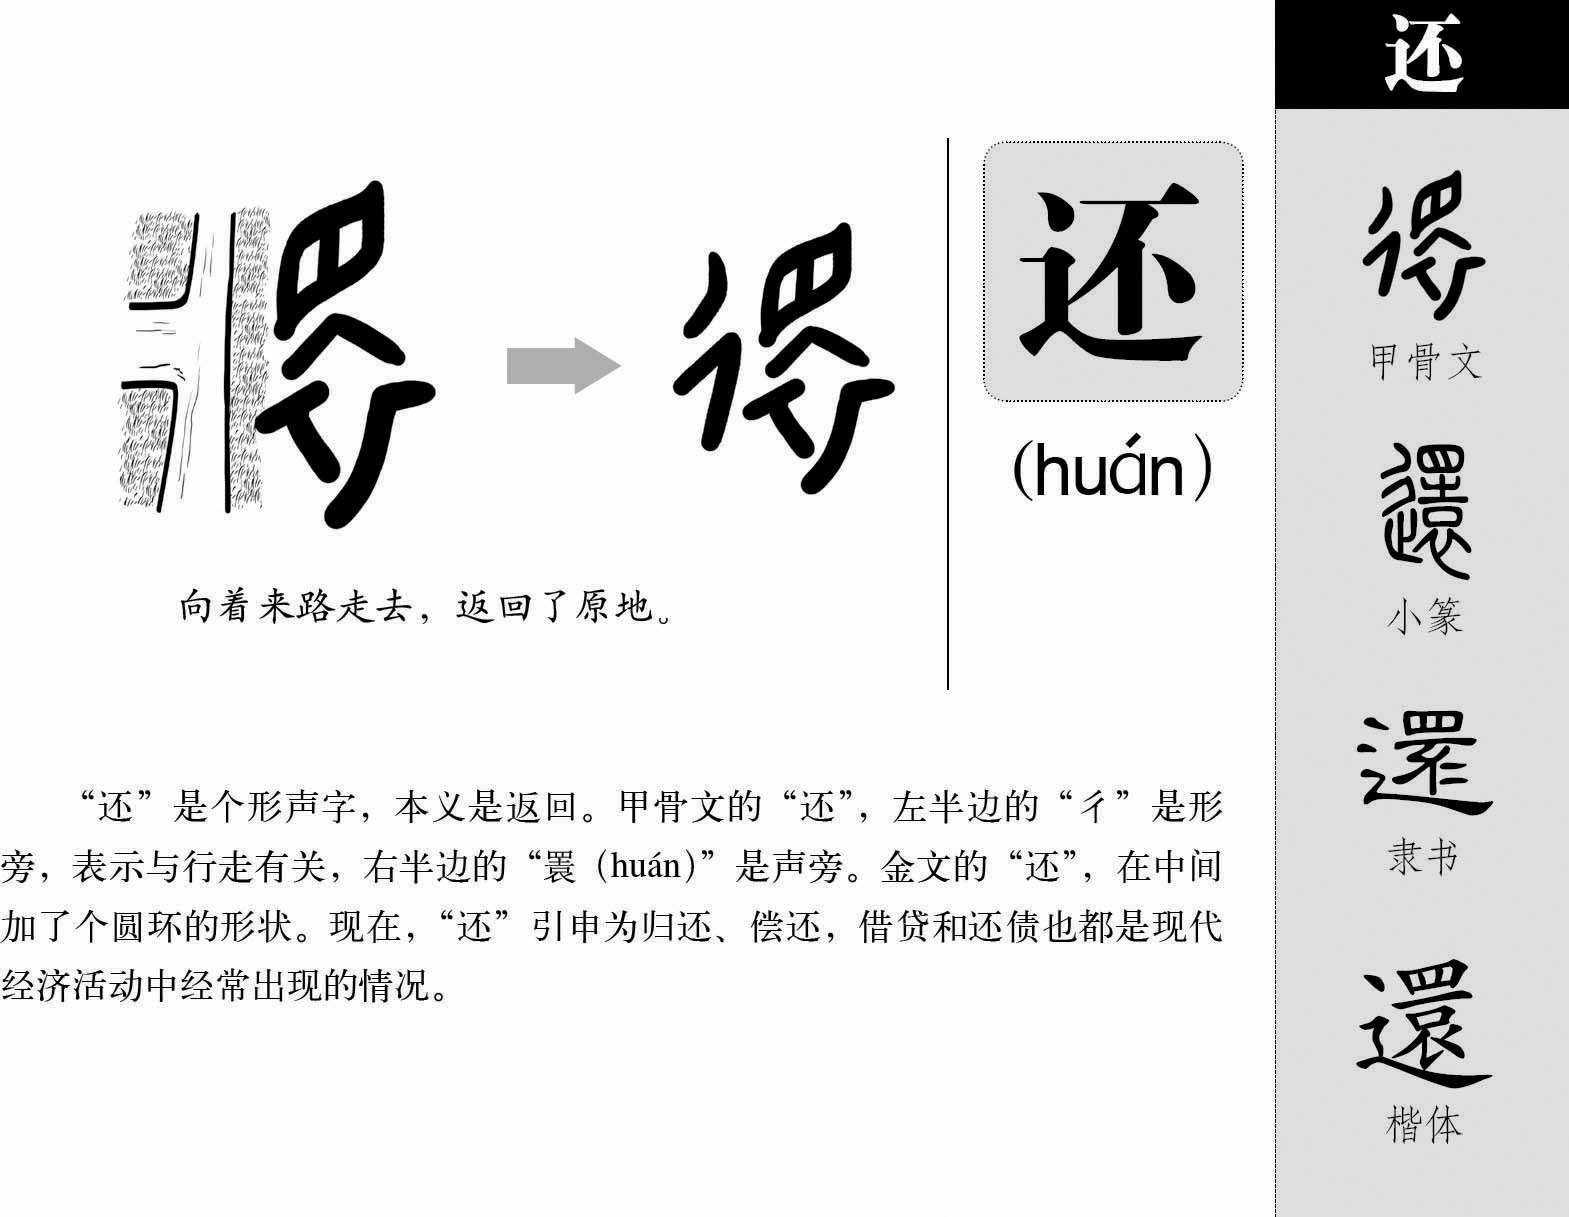 还
还
(huán)
向着来路走去，返回了原地。
“还”是个形声字，本义是返回。甲骨文的“还”，左半边的“彳”是形
旁，表示与行走有关，右半边的“睘（huán）”是声旁。金文的“还”，在中间
加了个圆环的形状。现在，“还”引申为归还、偿还，借贷和还债也都是现代
经济活动中经常出现的情况。
甲骨文
還
小篆
還
隶书
還
楷体